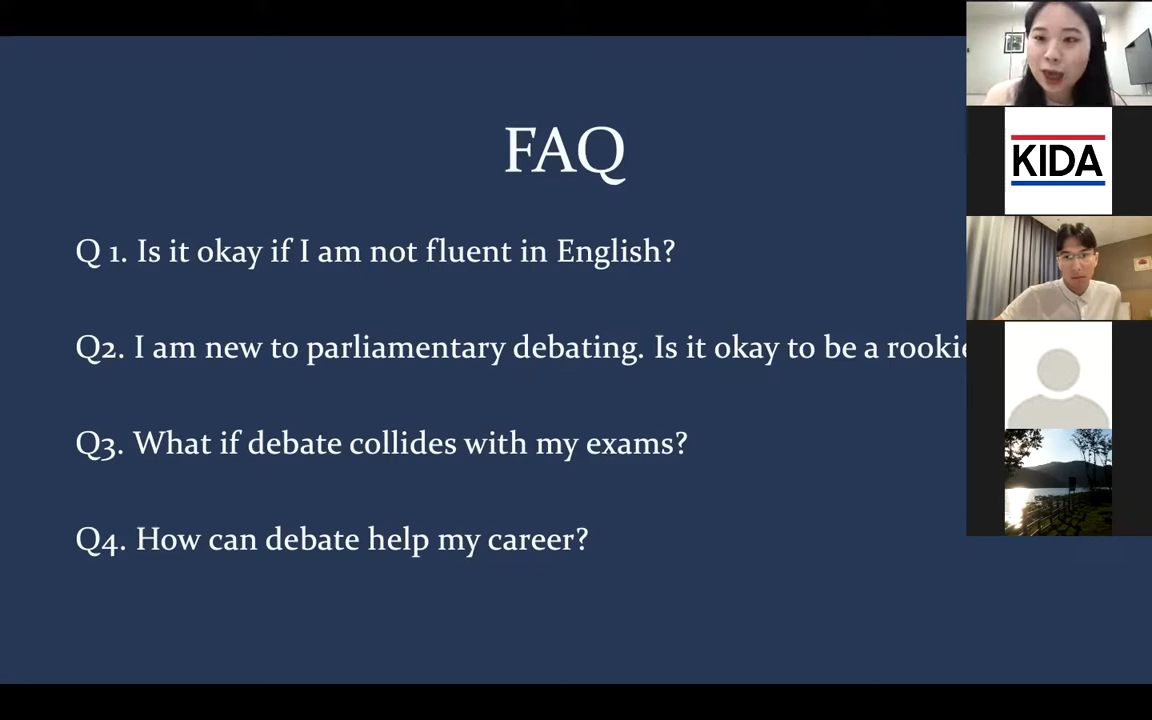 FAQ
Q 1. Is it okay if I am not fluent in English?
Q2. I am new to parliamentary debating. Is it okay to be a rookie
Q3. What if debate collides with my exams?
Q4. How can debate help my career?
KIDA